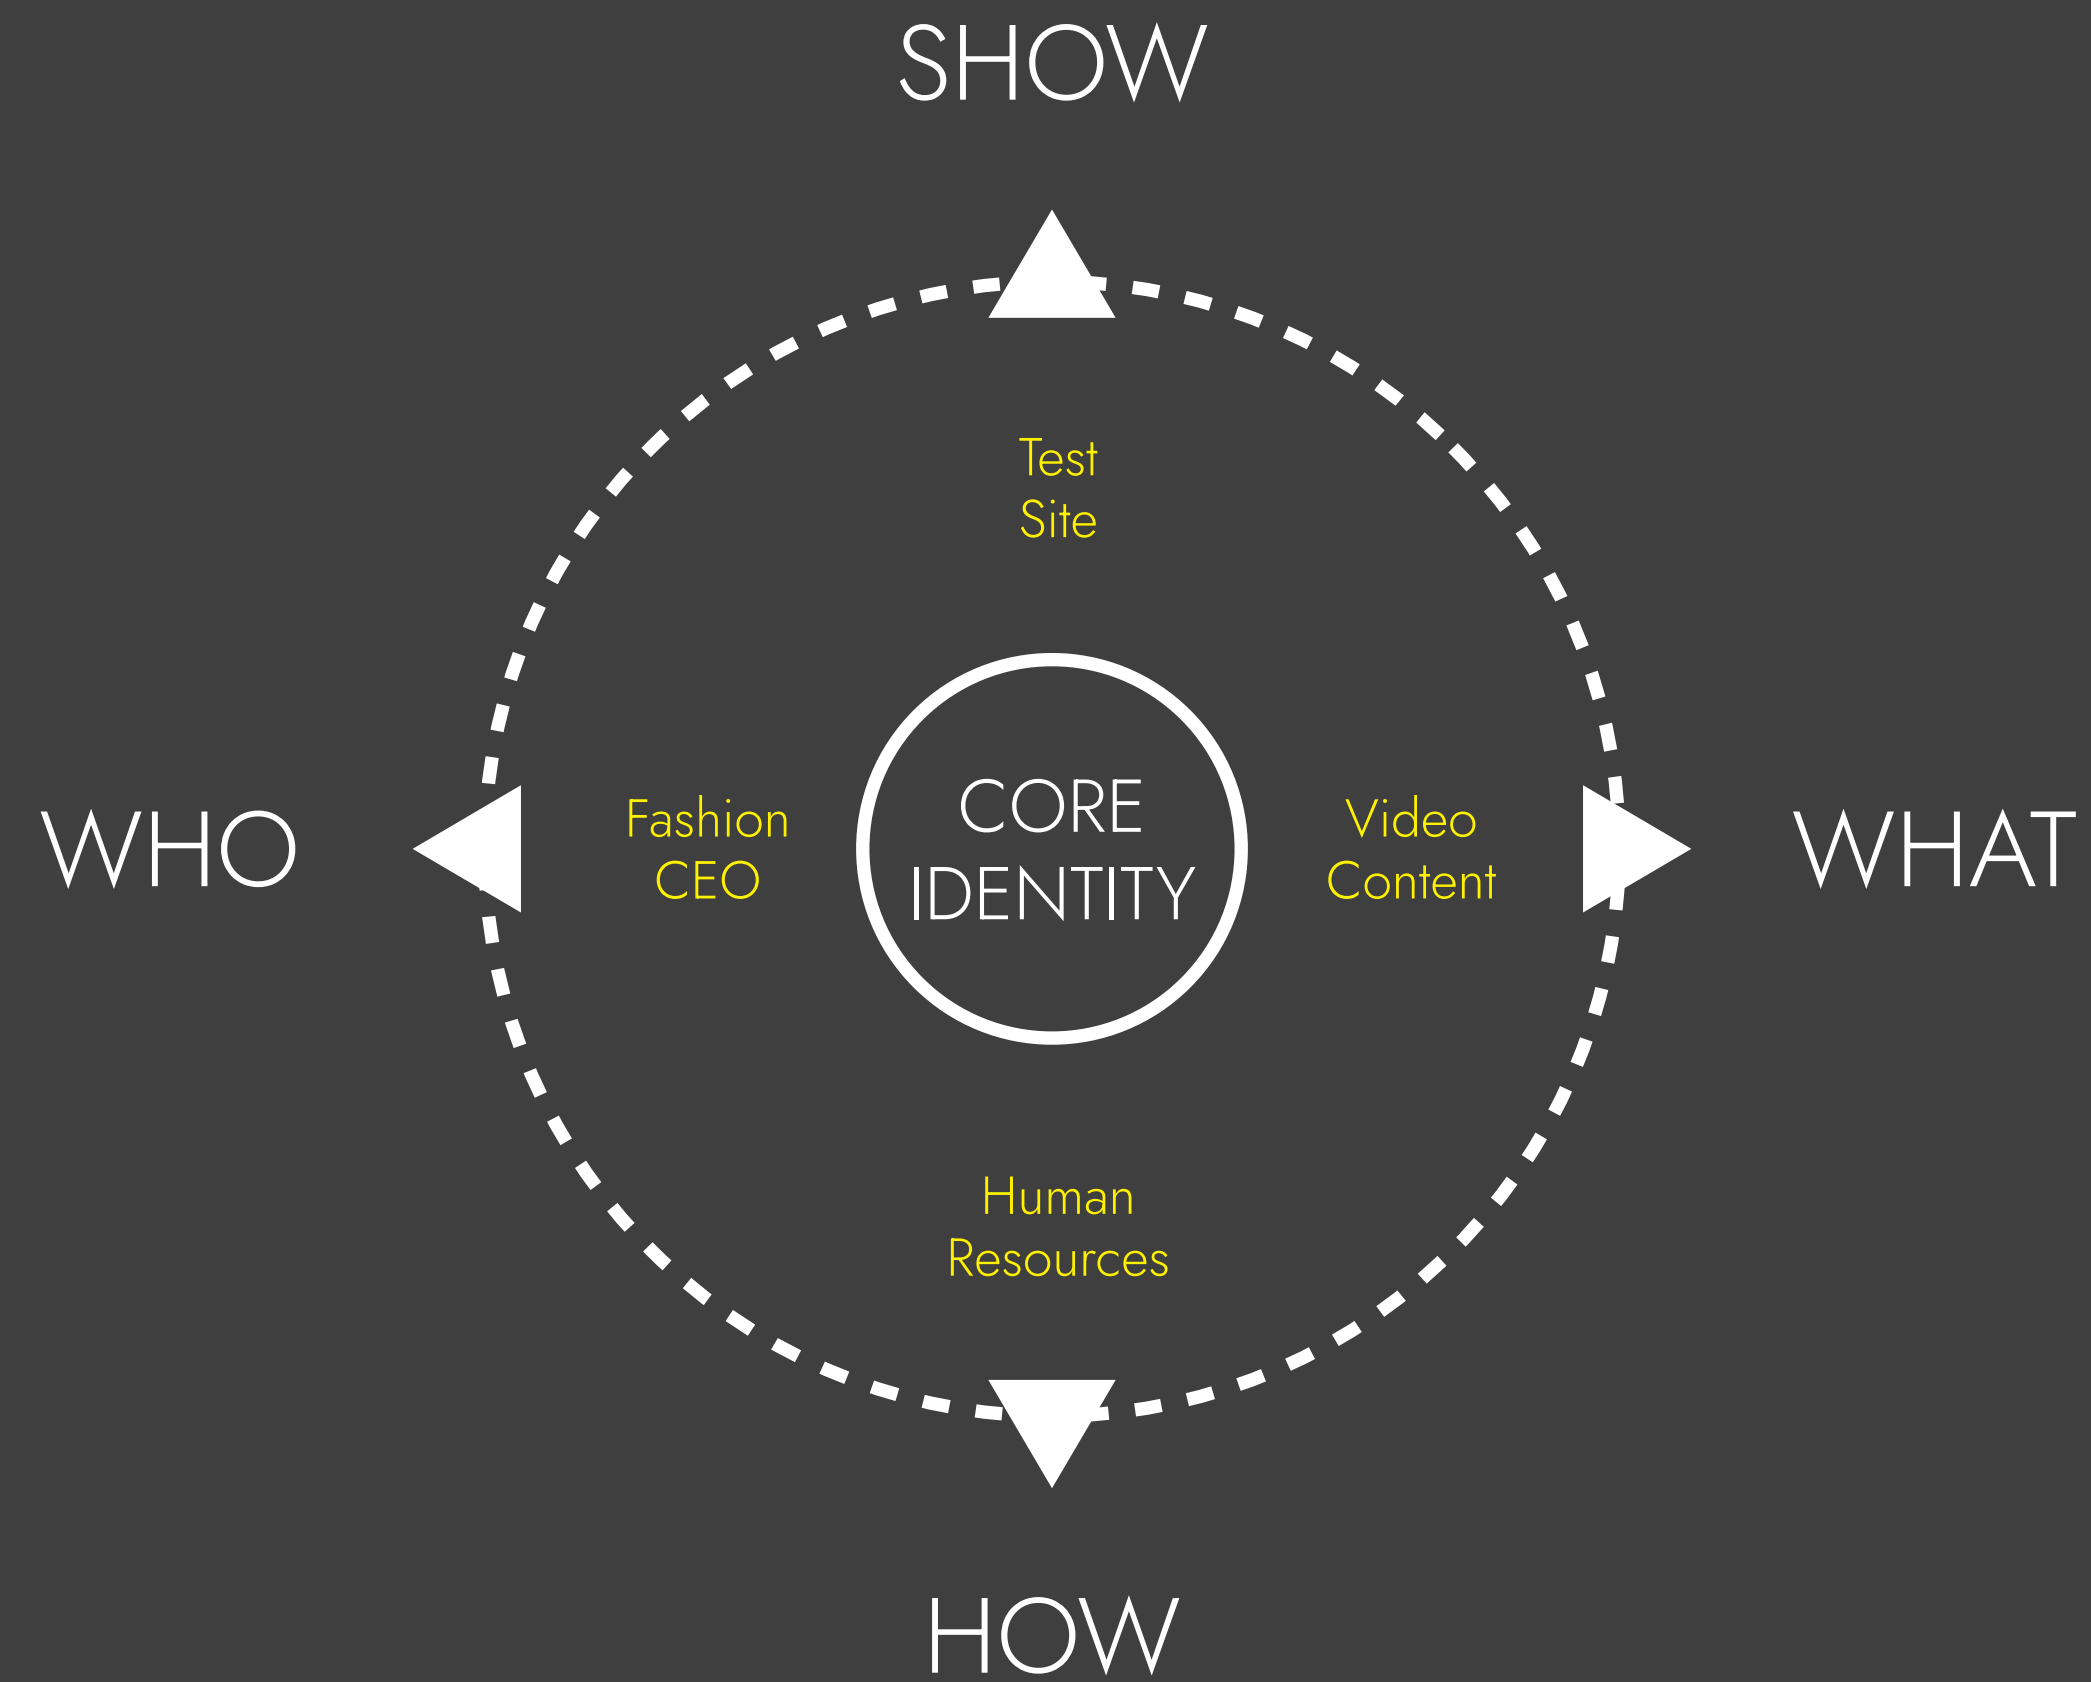 SHOW
Test
Site
WHO
Fashion
CEO
CORE
IDENTITY
Video
Content
WHAT
Human
Resources
HOW